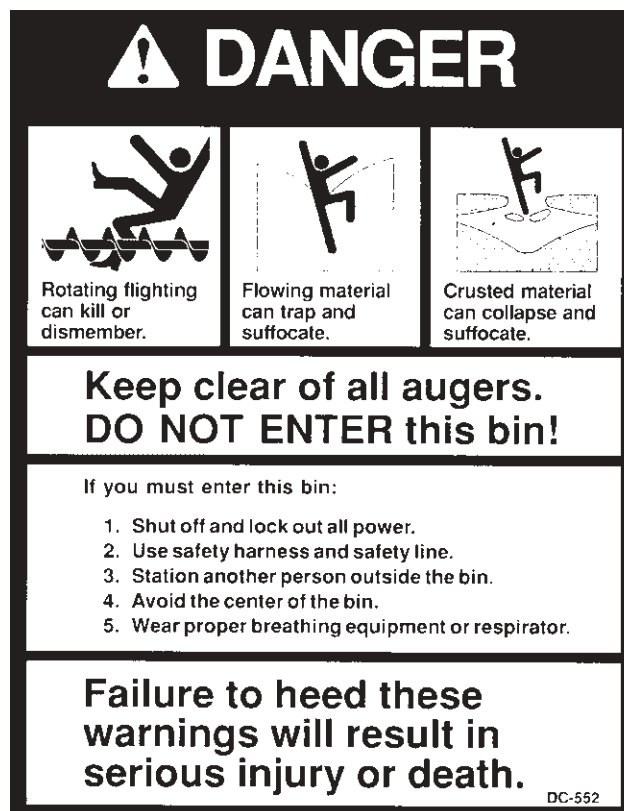 DANGER
Rotating flighting
can kill or
dismember.
Flowing material
can trap and
suffocate.
Crusted material
can collapse and
suffocate.
Keep clear of all augers.
DO NOT ENTER this bin!
If you must enter this bin:
1. Shut off and lock out all power.
2. Use safety harness and safety line.
3. Station another person outside the bin.
4. Avoid the center of the bin.
5. Wear proper breathing equipment or respirator.
Failure to heed these
warnings will result in
serious injury or death.
DC-552